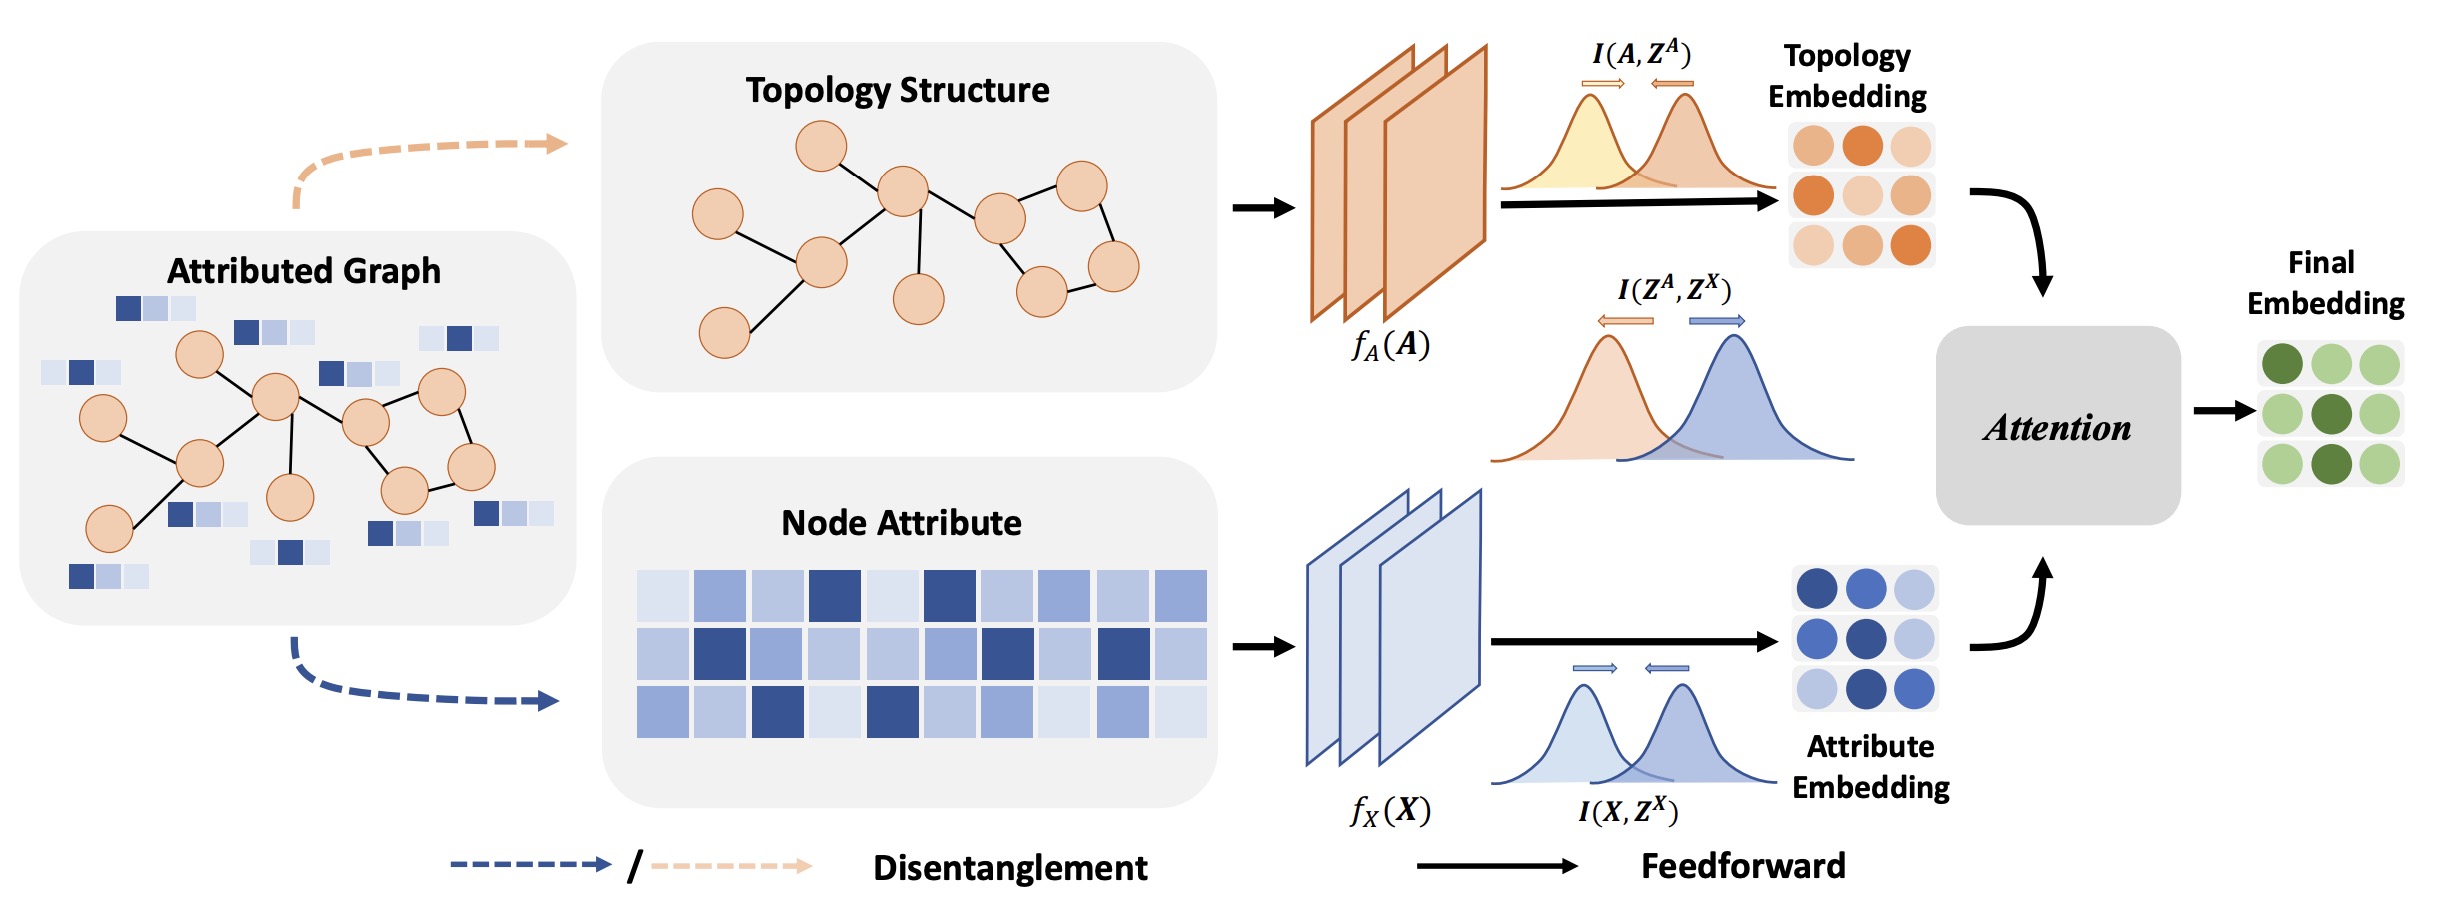 Attributed Graph
Topology Structure
Node Attribute
f_A(A)
I(A, Z^A)
Topology
Embedding
I(Z^A, Z^X)
f_X(X)
I(X, Z^X)
Attribute
Embedding
Attention
Final
Embedding
/
Disentanglement
Feedforward